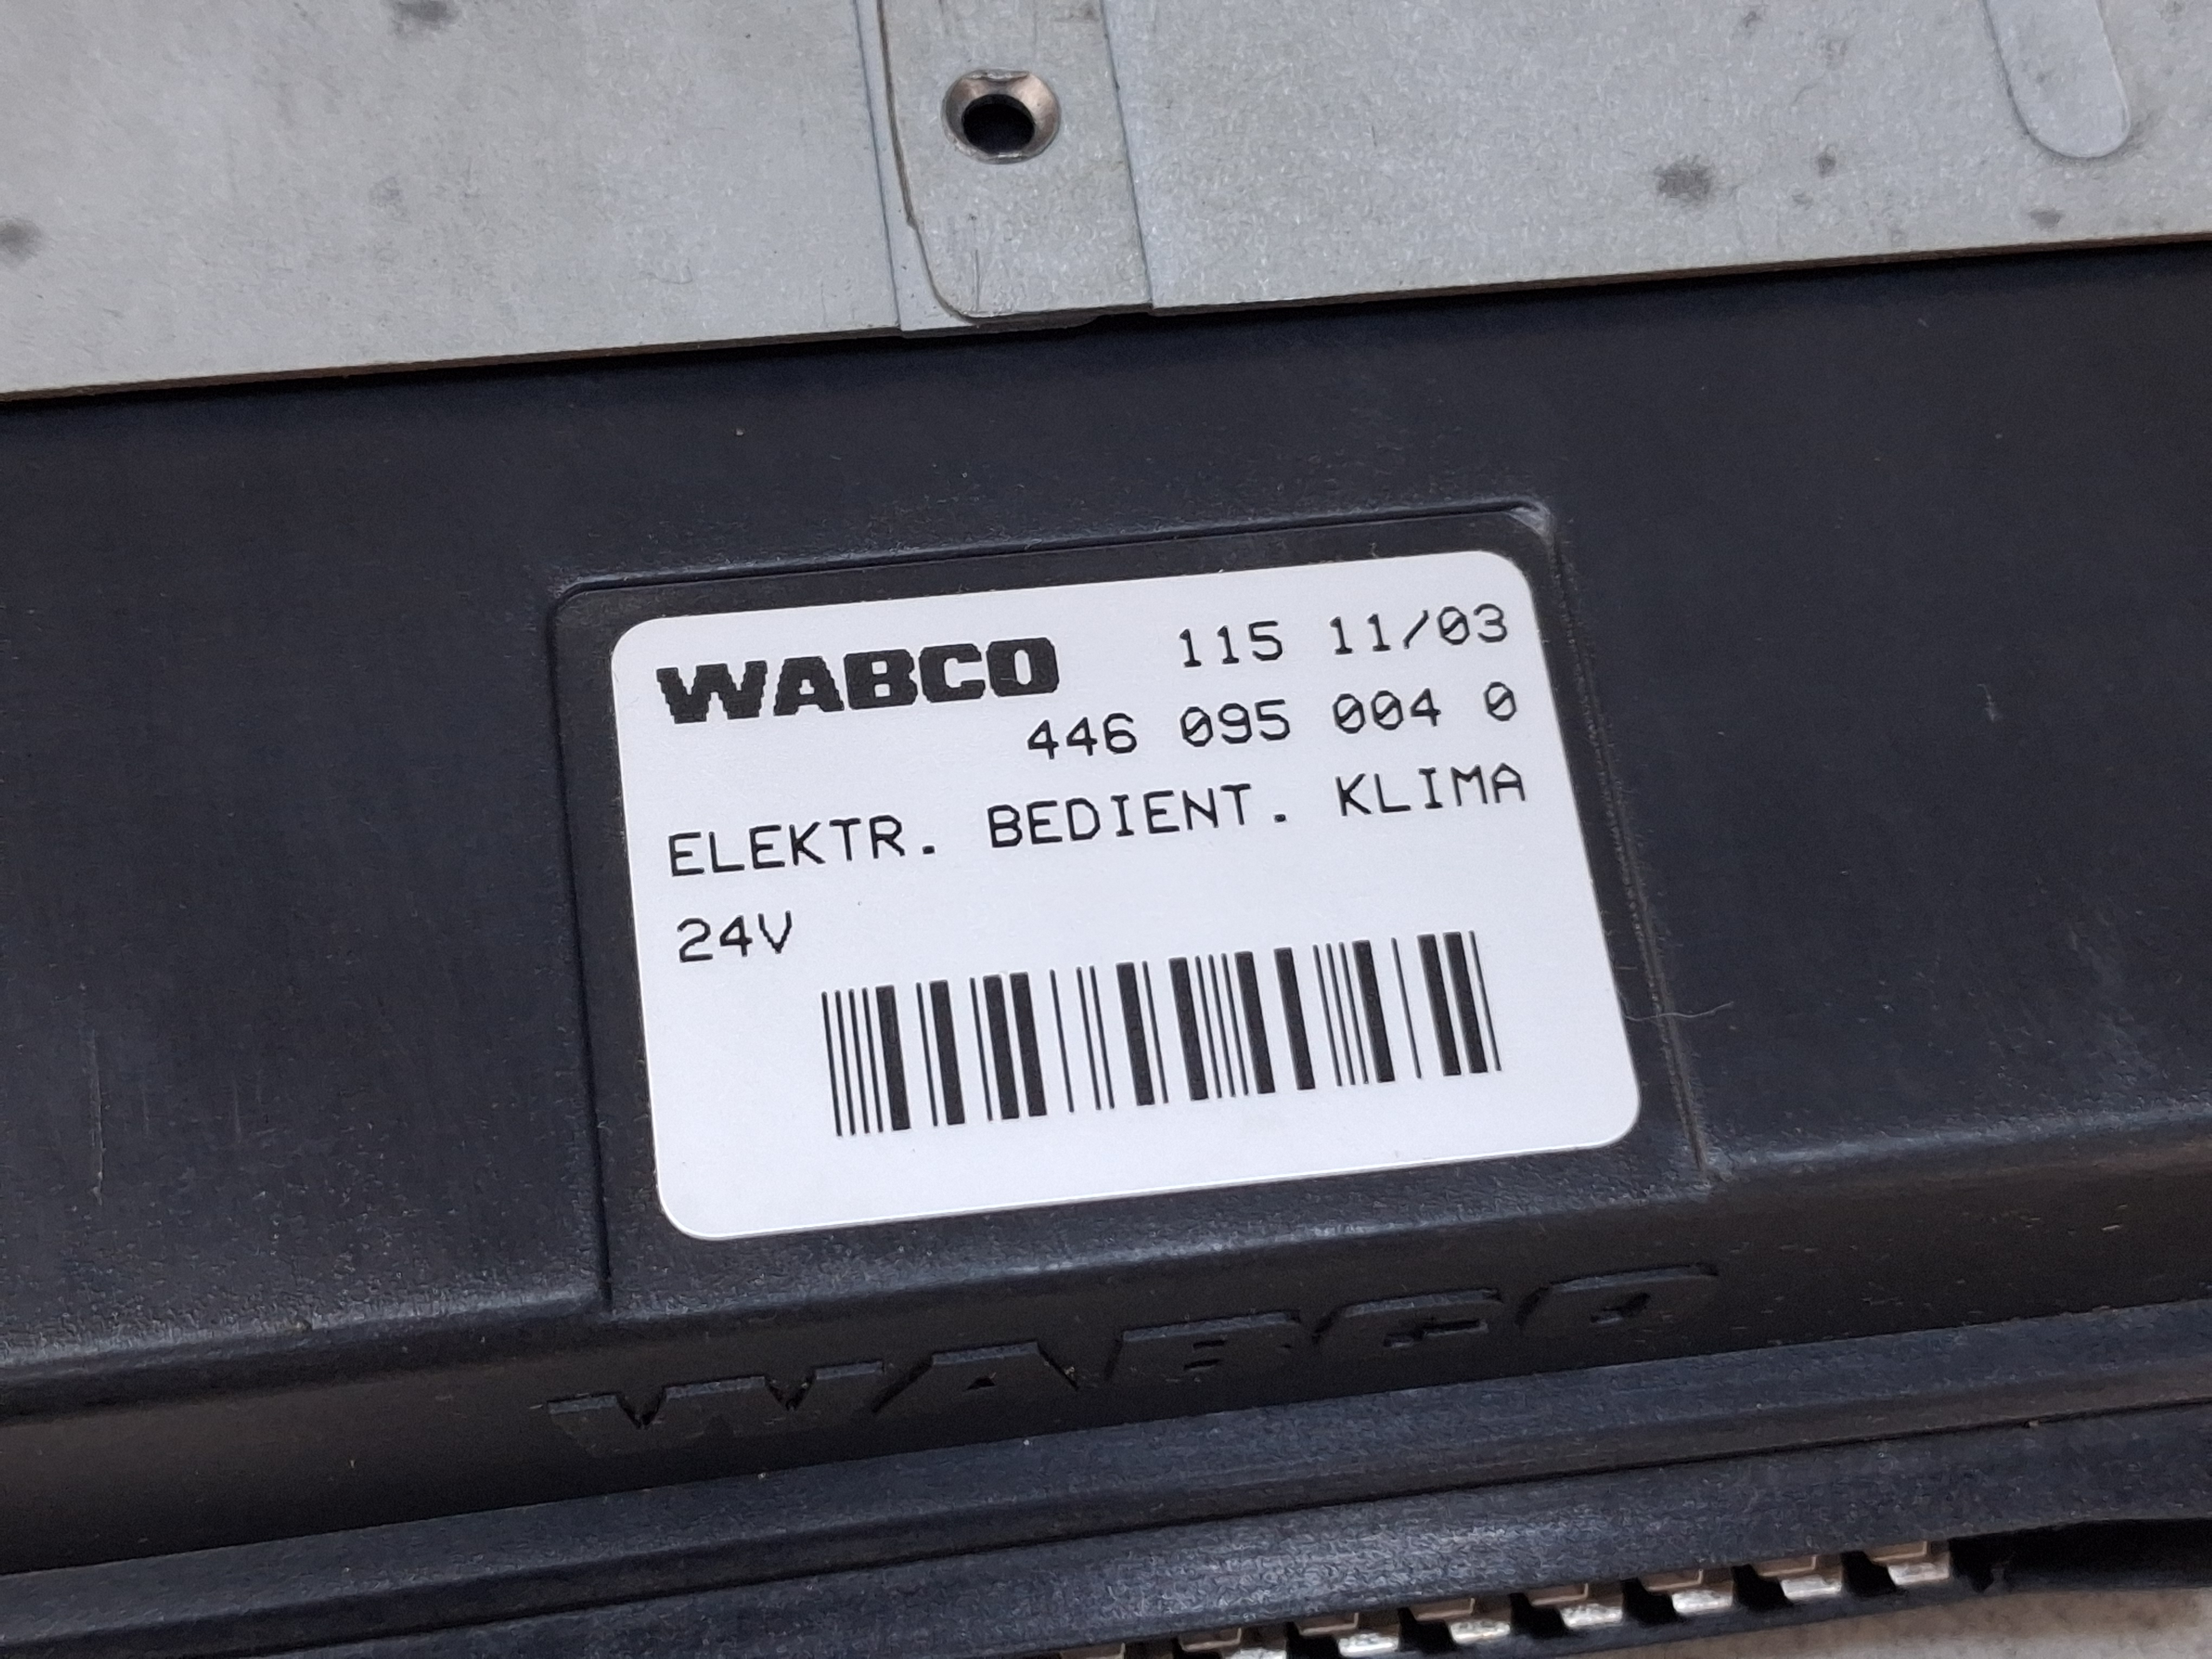 WABCO 115 11/03
446 095 004 0
ELEKTR. BEDIENT. KLIMA
24V
WABCO